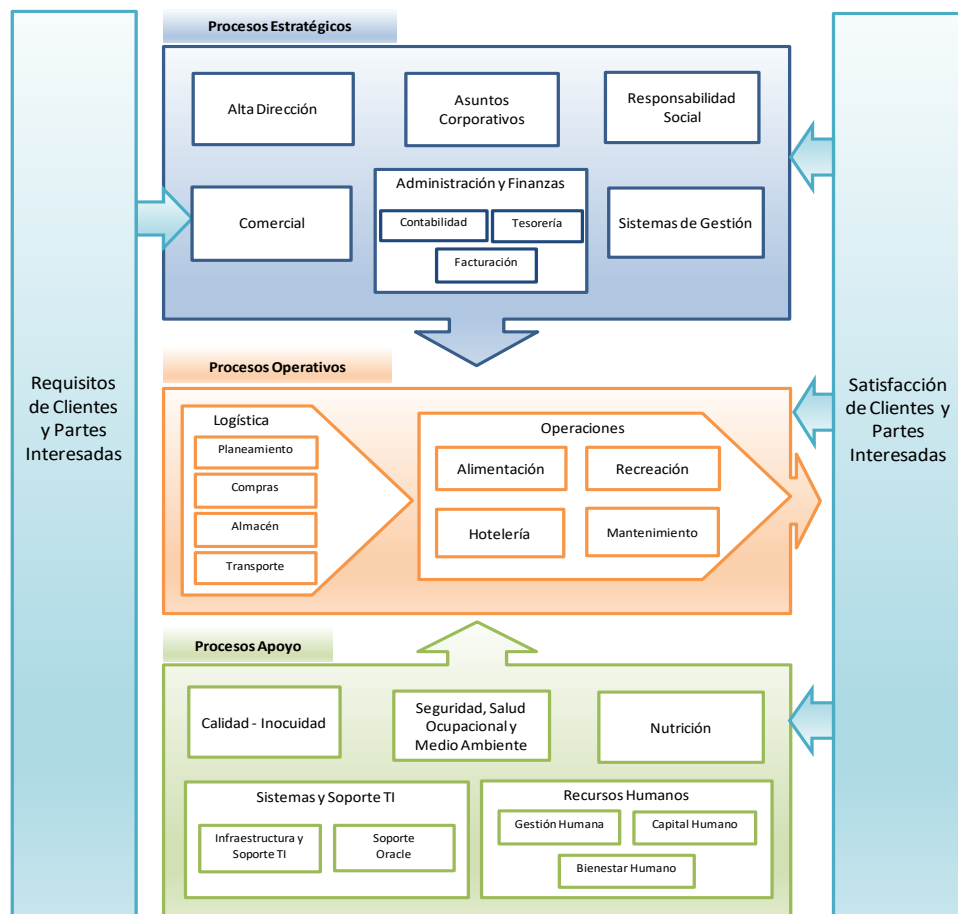 Procesos Estratégicos
Alta Dirección
Asuntos
Corporativos
Responsabilidad
Social
Comercial
Administración y Finanzas
Contabilidad
Tesorería
Facturación
Sistemas de Gestión
Requisitos
de Clientes
y Partes
Interesadas
Procesos Operativos
Logística
Planeamiento
Compras
Almacén
Transporte
Operaciones
Alimentación
Recreación
Hotelería
Mantenimiento
Satisfacción
de Clientes y
Partes
Interesadas
Procesos Apoyo
Calidad - Inocuidad
Seguridad, Salud
Ocupacional y
Medio Ambiente
Nutrición
Sistemas y Soporte TI
Infraestructura y
Soporte TI
Soporte
Oracle
Recursos Humanos
Gestión Humana
Capital Humano
Bienestar Humano